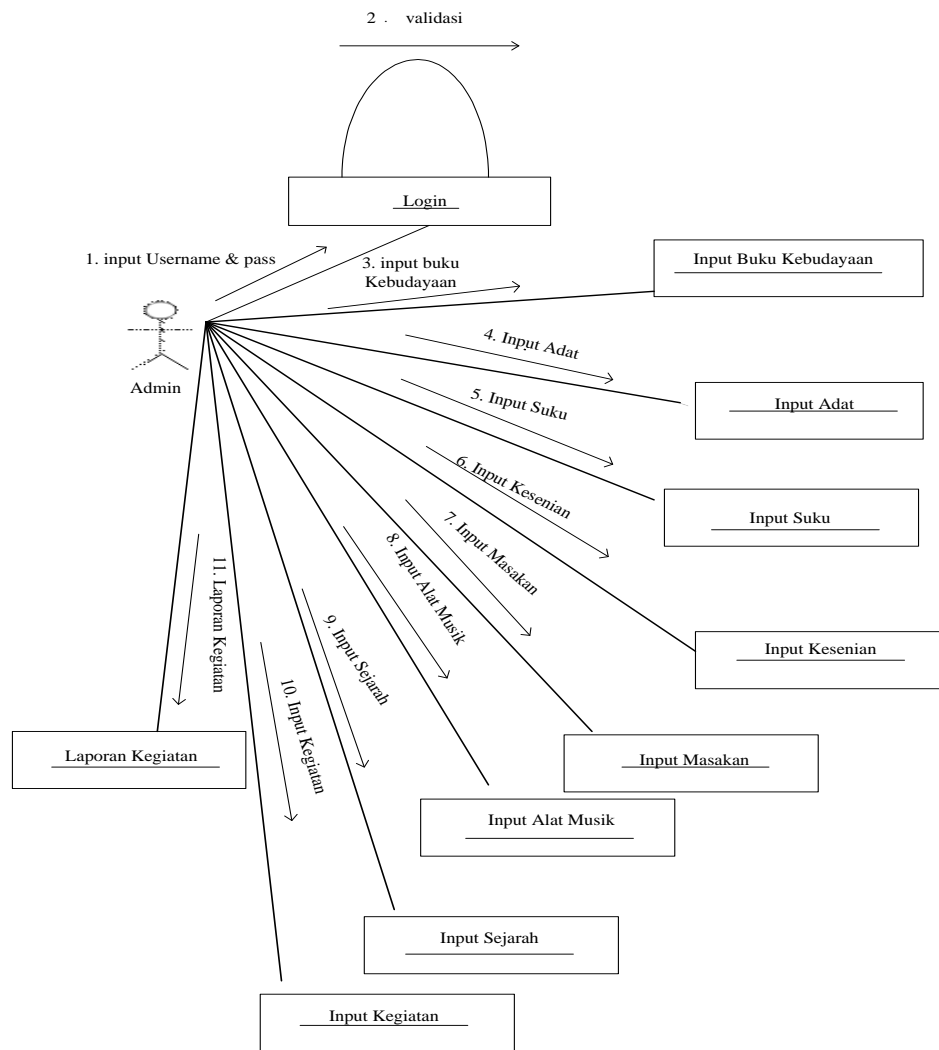 2 . validasi
Login
1. input Username & pass
3. input buku
Kebudayaan
Input Buku Kebudayaan
Admin
4. Input Adat
Input Adat
5. Input Suku
Input Suku
6. Input Kesenian
Input Kesenian
7. Input Masakan
Input Masakan
8. Input Alat Musik
Input Alat Musik
9. Input Sejarah
Input Sejarah
10. Input Kegiatan
Input Kegiatan
11. Laporan Kegiatan
Laporan Kegiatan